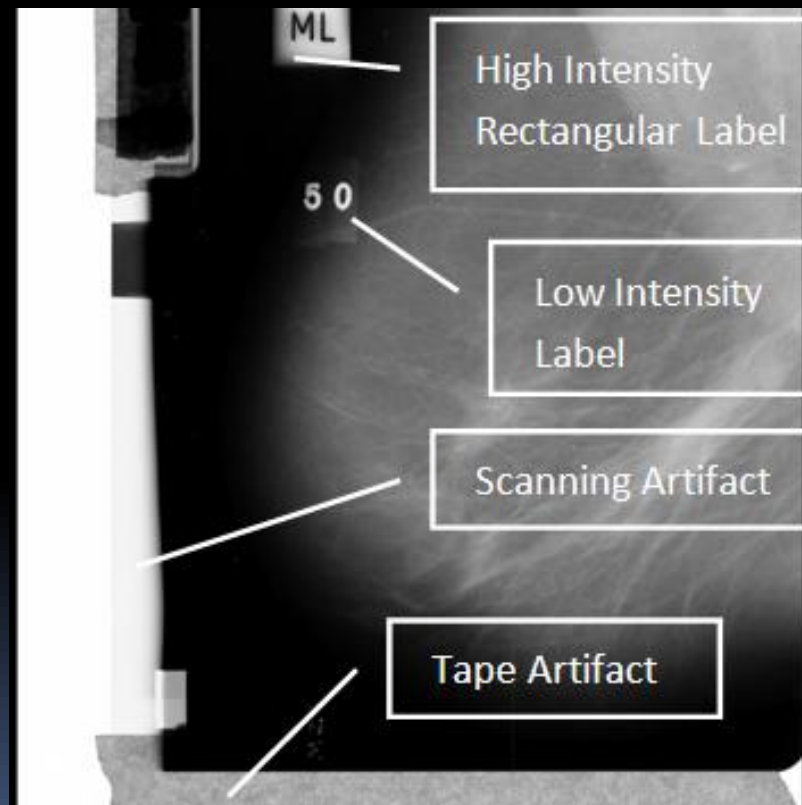 ML
High Intensity
Rectangular Label
50
Low Intensity
Label
Scanning Artifact
Tape Artifact